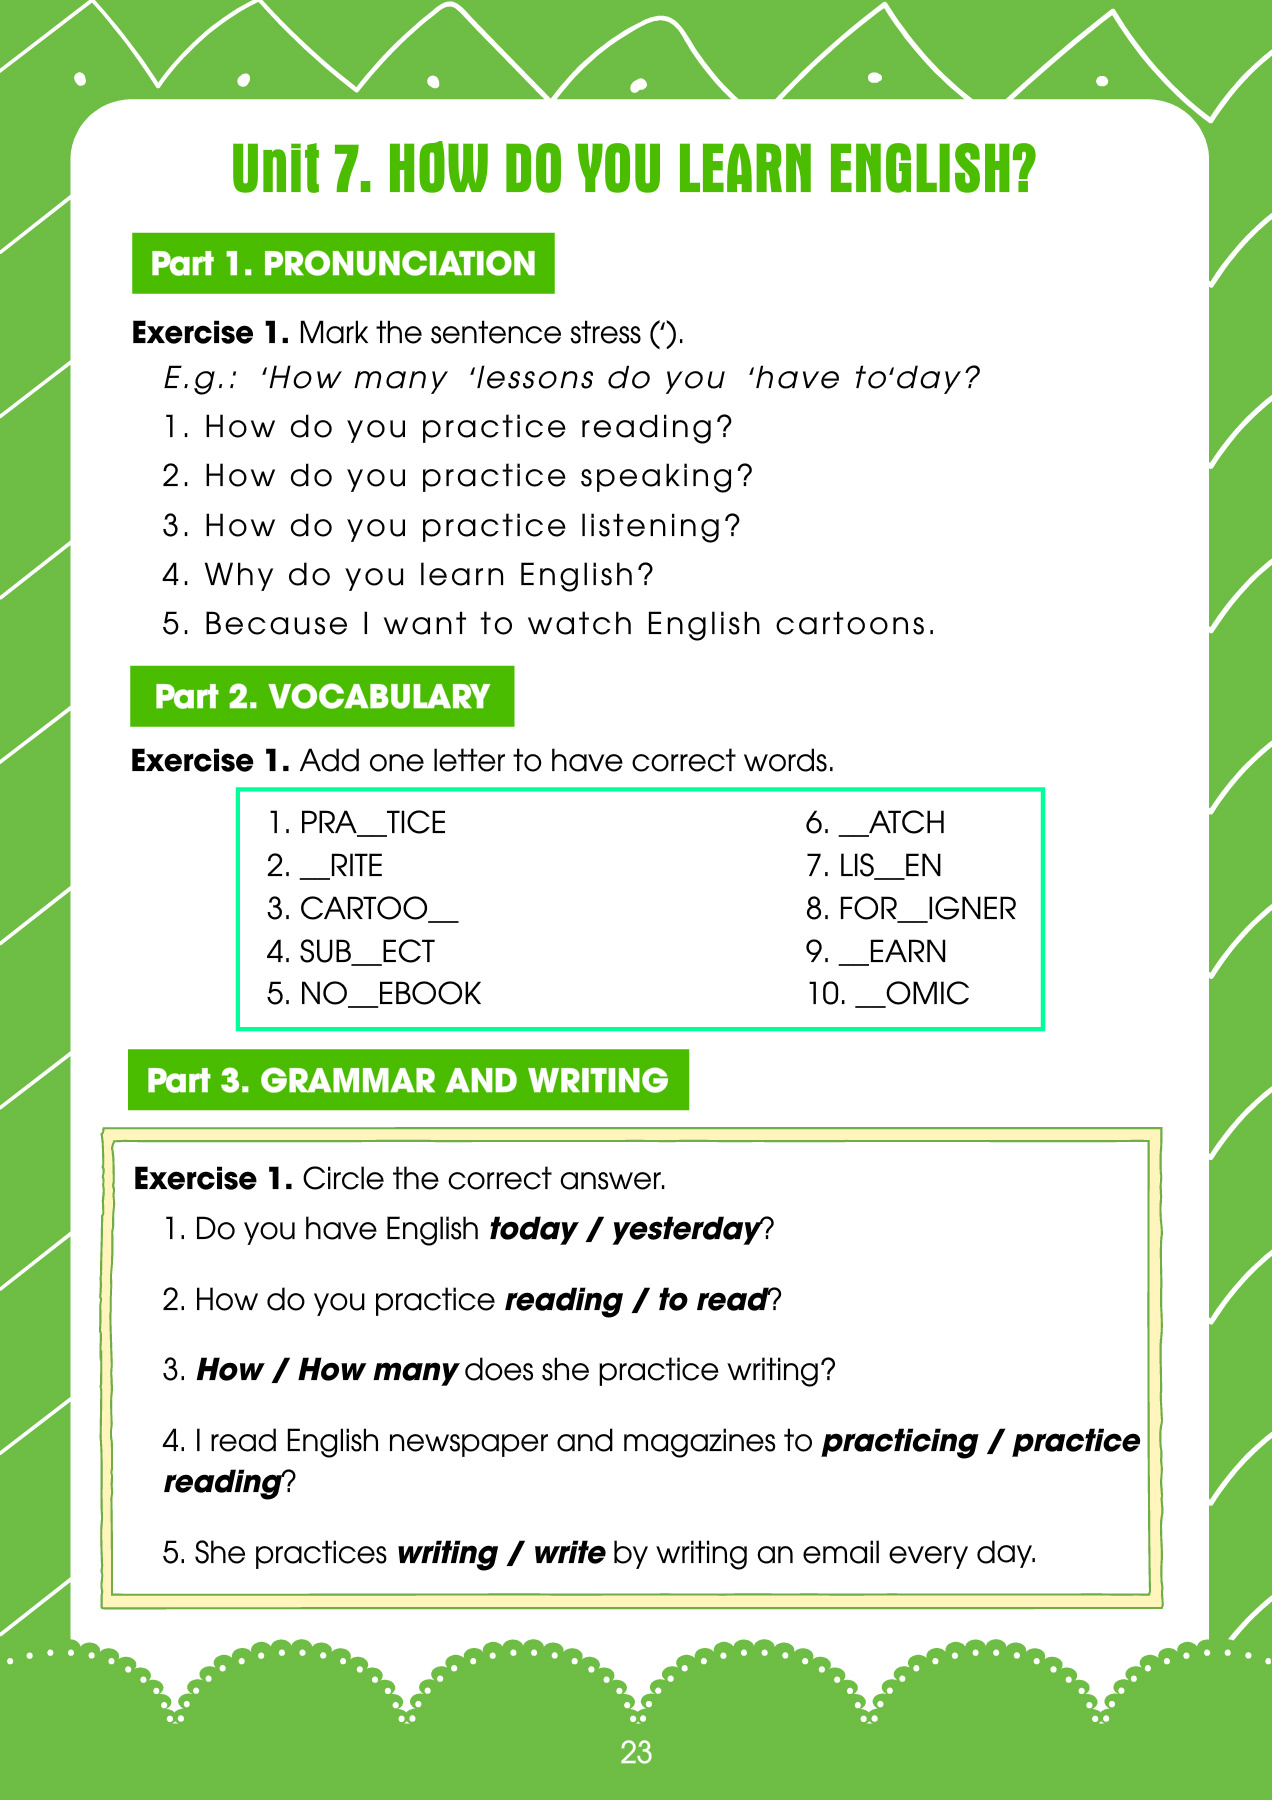 Unit 7. HOW DO YOU LEARN ENGLISH?
Part 1. PRONUNCIATION
Exercise 1. Mark the sentence stress (‘).
E.g.: ‘How many ‘lessons do you ‘have to‘day?
1. How do you practice reading?
2. How do you practice speaking?
3. How do you practice listening?
4. Why do you learn English?
5. Because I want to watch English cartoons.
Part 2. VOCABULARY
Exercise 1. Add one letter to have correct words.
1. PRA__TICE
2. __RITE
3. CARTOO__
4. SUB__ECT
5. NO__EBOOK
6. __ATCH
7. LIS__EN
8. FOR__IGNER
9. __EARN
10. __OMIC
Part 3. GRAMMAR AND WRITING
Exercise 1. Circle the correct answer.
1. Do you have English today / yesterday?
2. How do you practice reading / to read?
3. How / How many does she practice writing?
4. I read English newspaper and magazines to practicing / practice
reading?
5. She practices writing / write by writing an email every day.
23